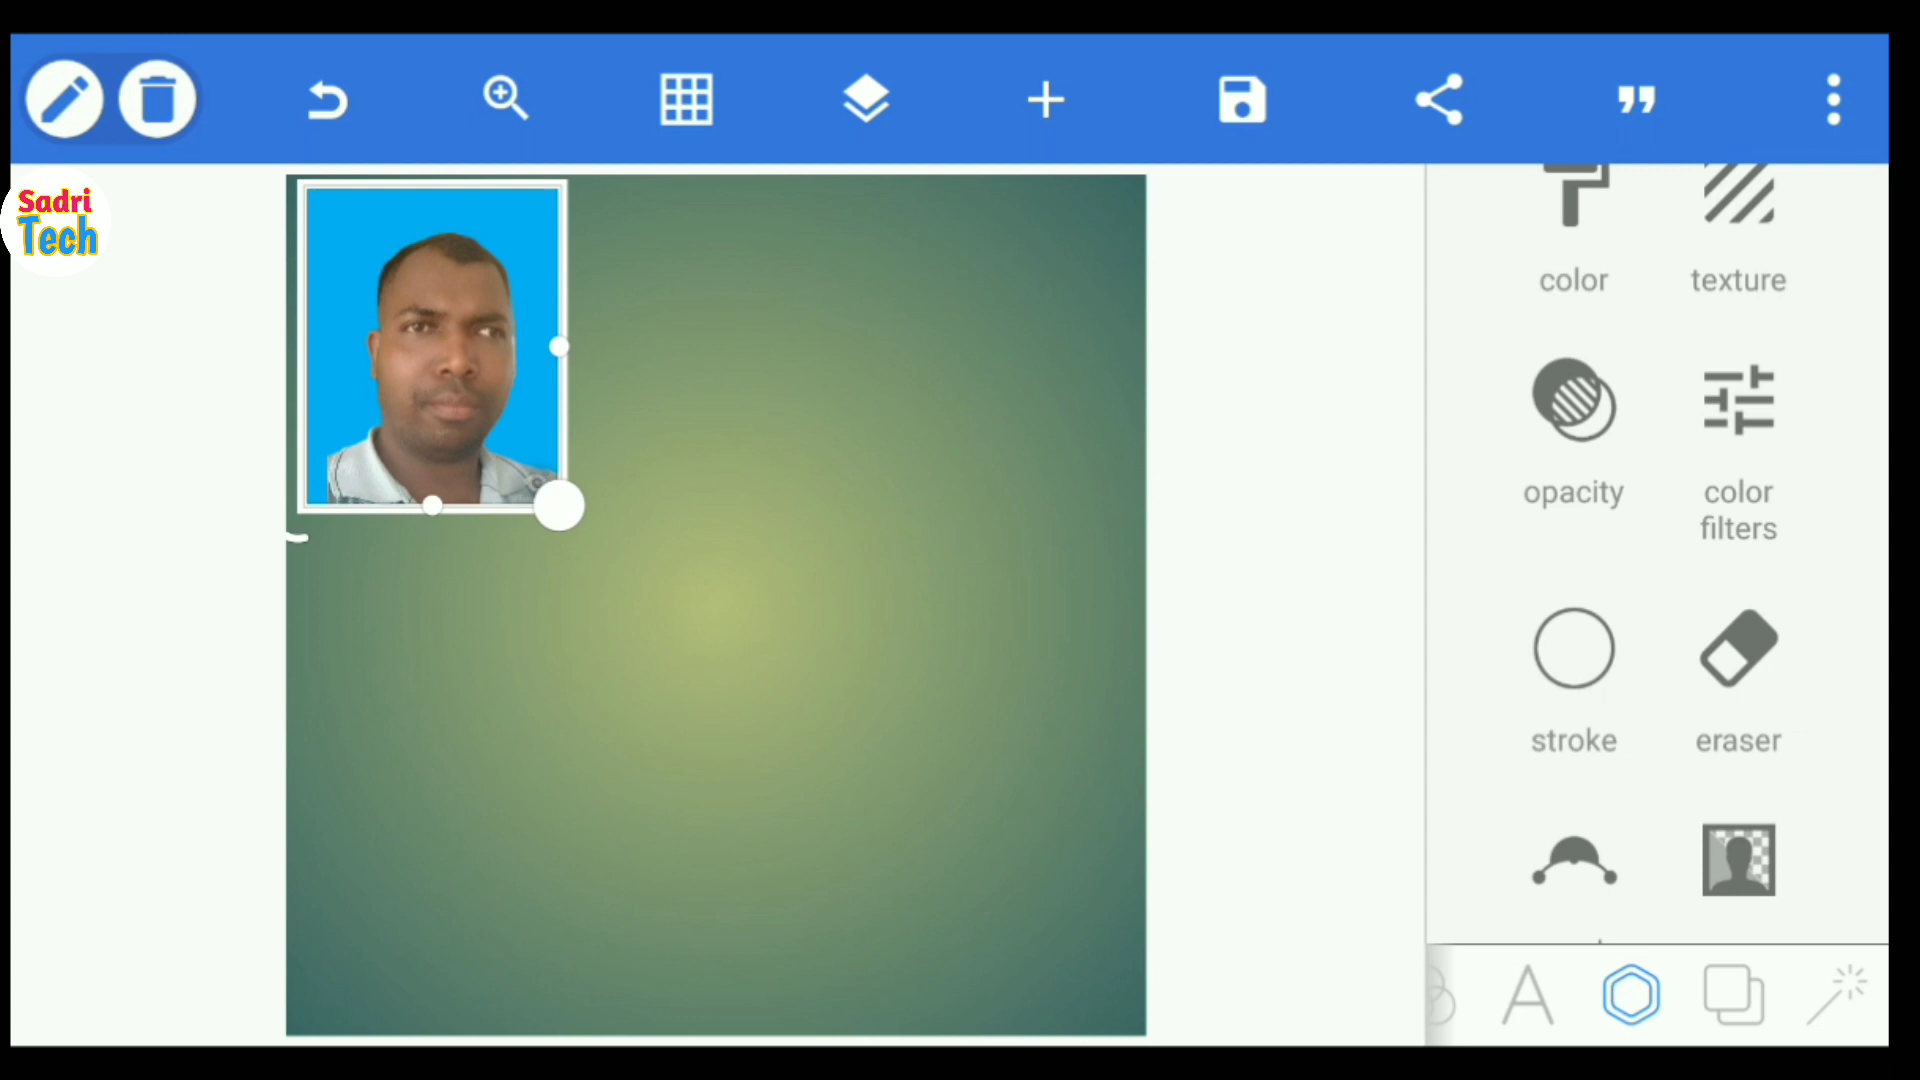 Sadri
Tech
color
texture
opacity
color
filters
stroke
eraser